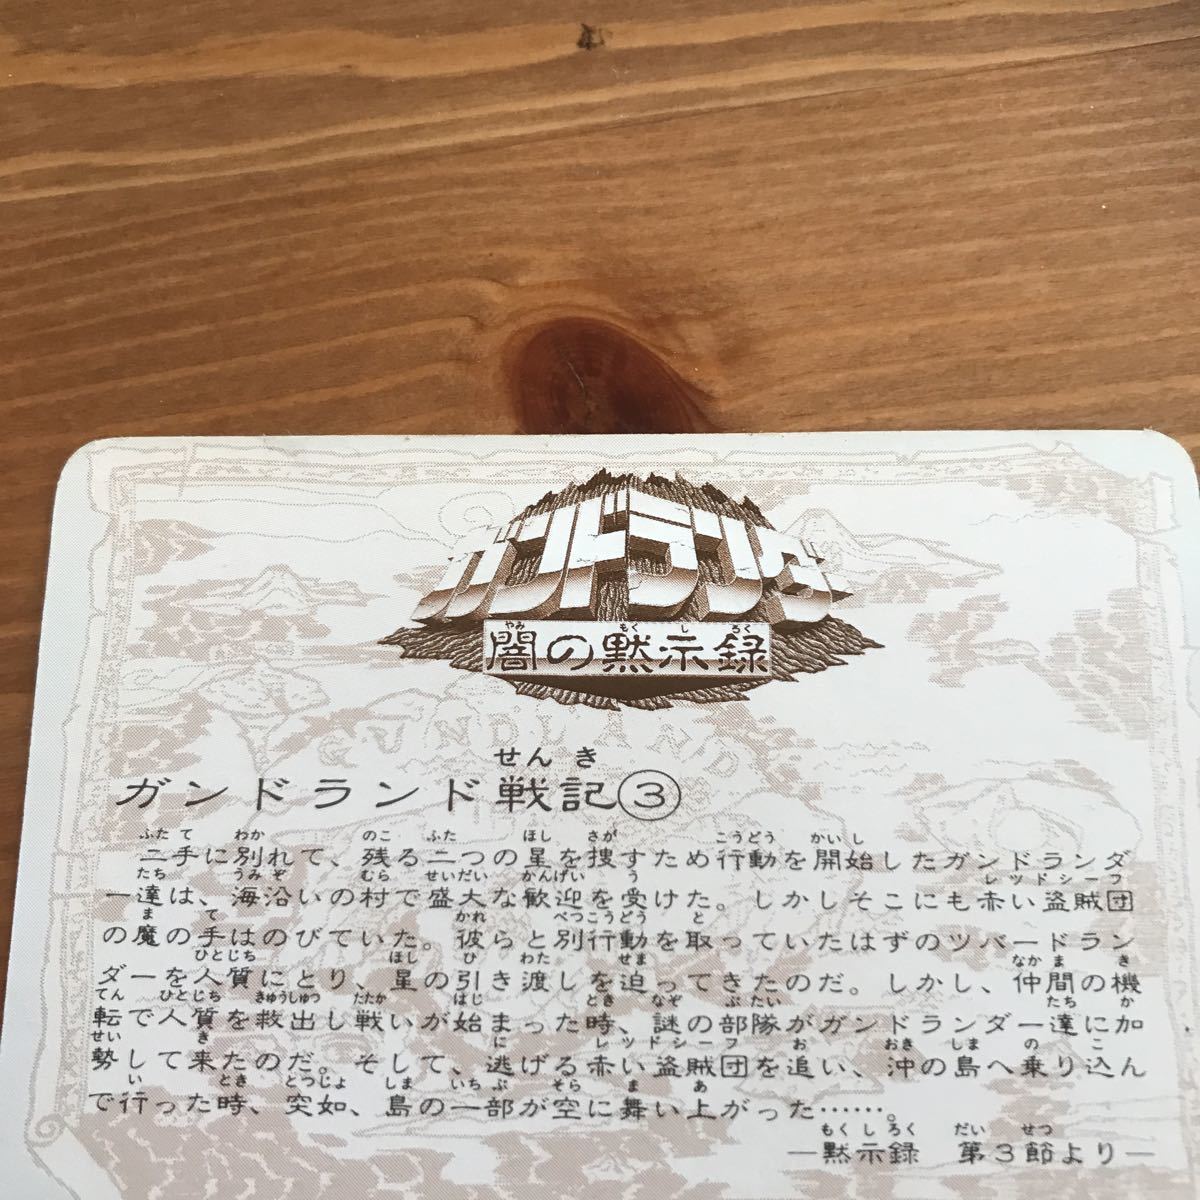 ガンドランダー
闇の黙示録
GUNDLAND
ガンドランド戦記③
二手に別れて、残る二つの星を捜すため行動を開始したガンドランダ
ー達は、海沿いの村で盛大な歓迎を受けた。しかしそこにも赤い盗賊団
の魔の手はのびていた。彼らと別行動を取っていたはずのツバードラン
ダーを人質にとり、星の引き渡しを迫ってきたのだ。しかし、仲間の機
転で人質を救出し戦いが始まった時、謎の部隊がガンドランダー達に加
勢して来たのだ。そして、逃げる赤い盗賊団を追い、沖の島へ乗り込ん
で行った時、突如、島の一部が空に舞い上がった……。
—黙示録 第3節より—